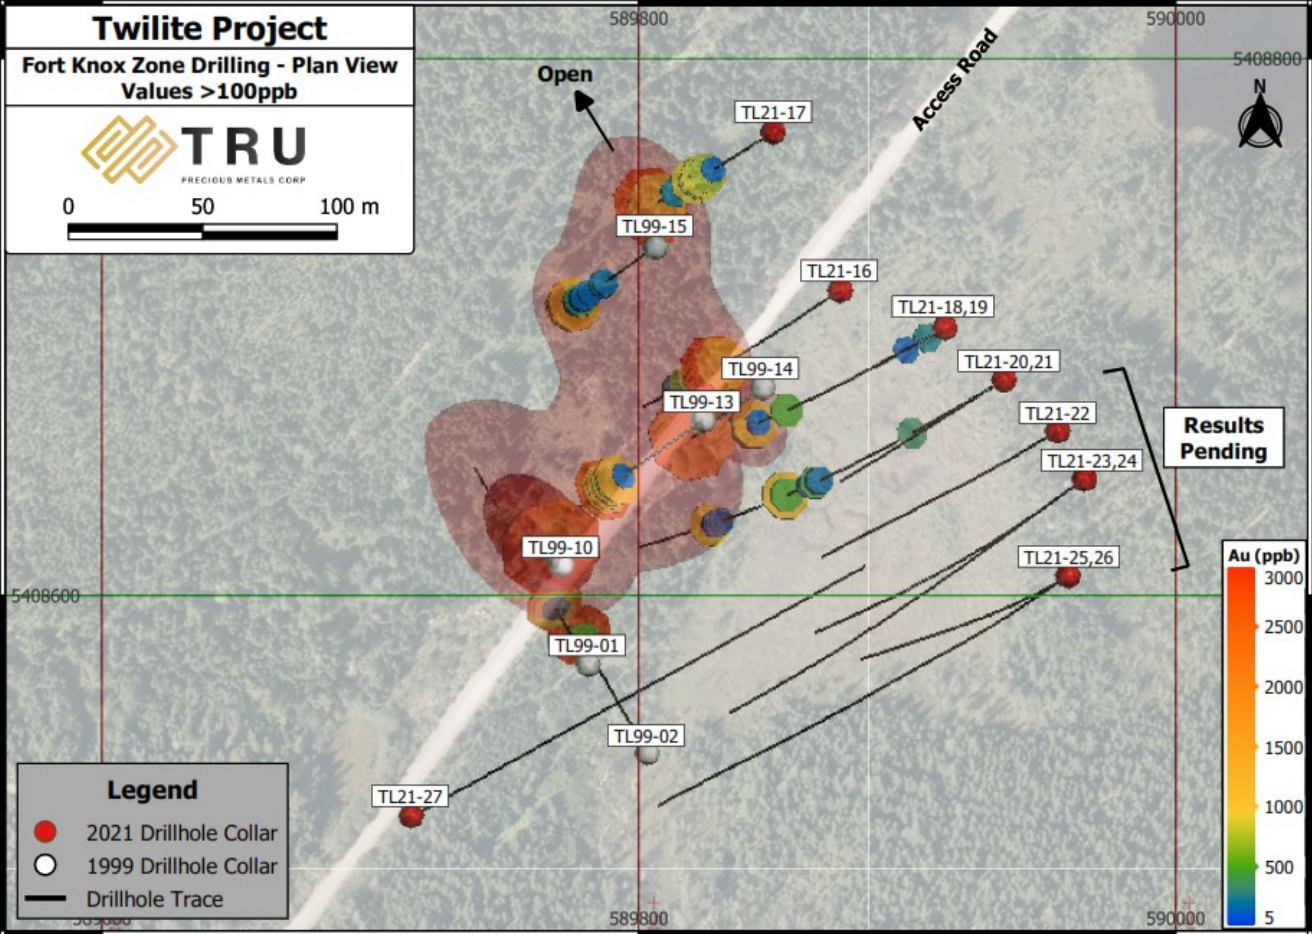 Twilite Project
Fort Knox Zone Drilling - Plan View
Values >100ppb
TRU
PRECIOUS METALS CORP
0 50 100 m
589800
590000
5408800
Open
Access Road
N
TL21-17
TL99-15
TL21-16
TL21-18,19
TL99-14
TL21-20,21
TL99-13
TL21-22
Results
Pending
TL21-23,24
TL99-10
TL21-25,26
5408600
TL99-01
TL99-02
TL21-27
Au (ppb)
3000
2500
2000
1500
1000
500
5
Legend
2021 Drillhole Collar
1999 Drillhole Collar
Drillhole Trace
589800
590000